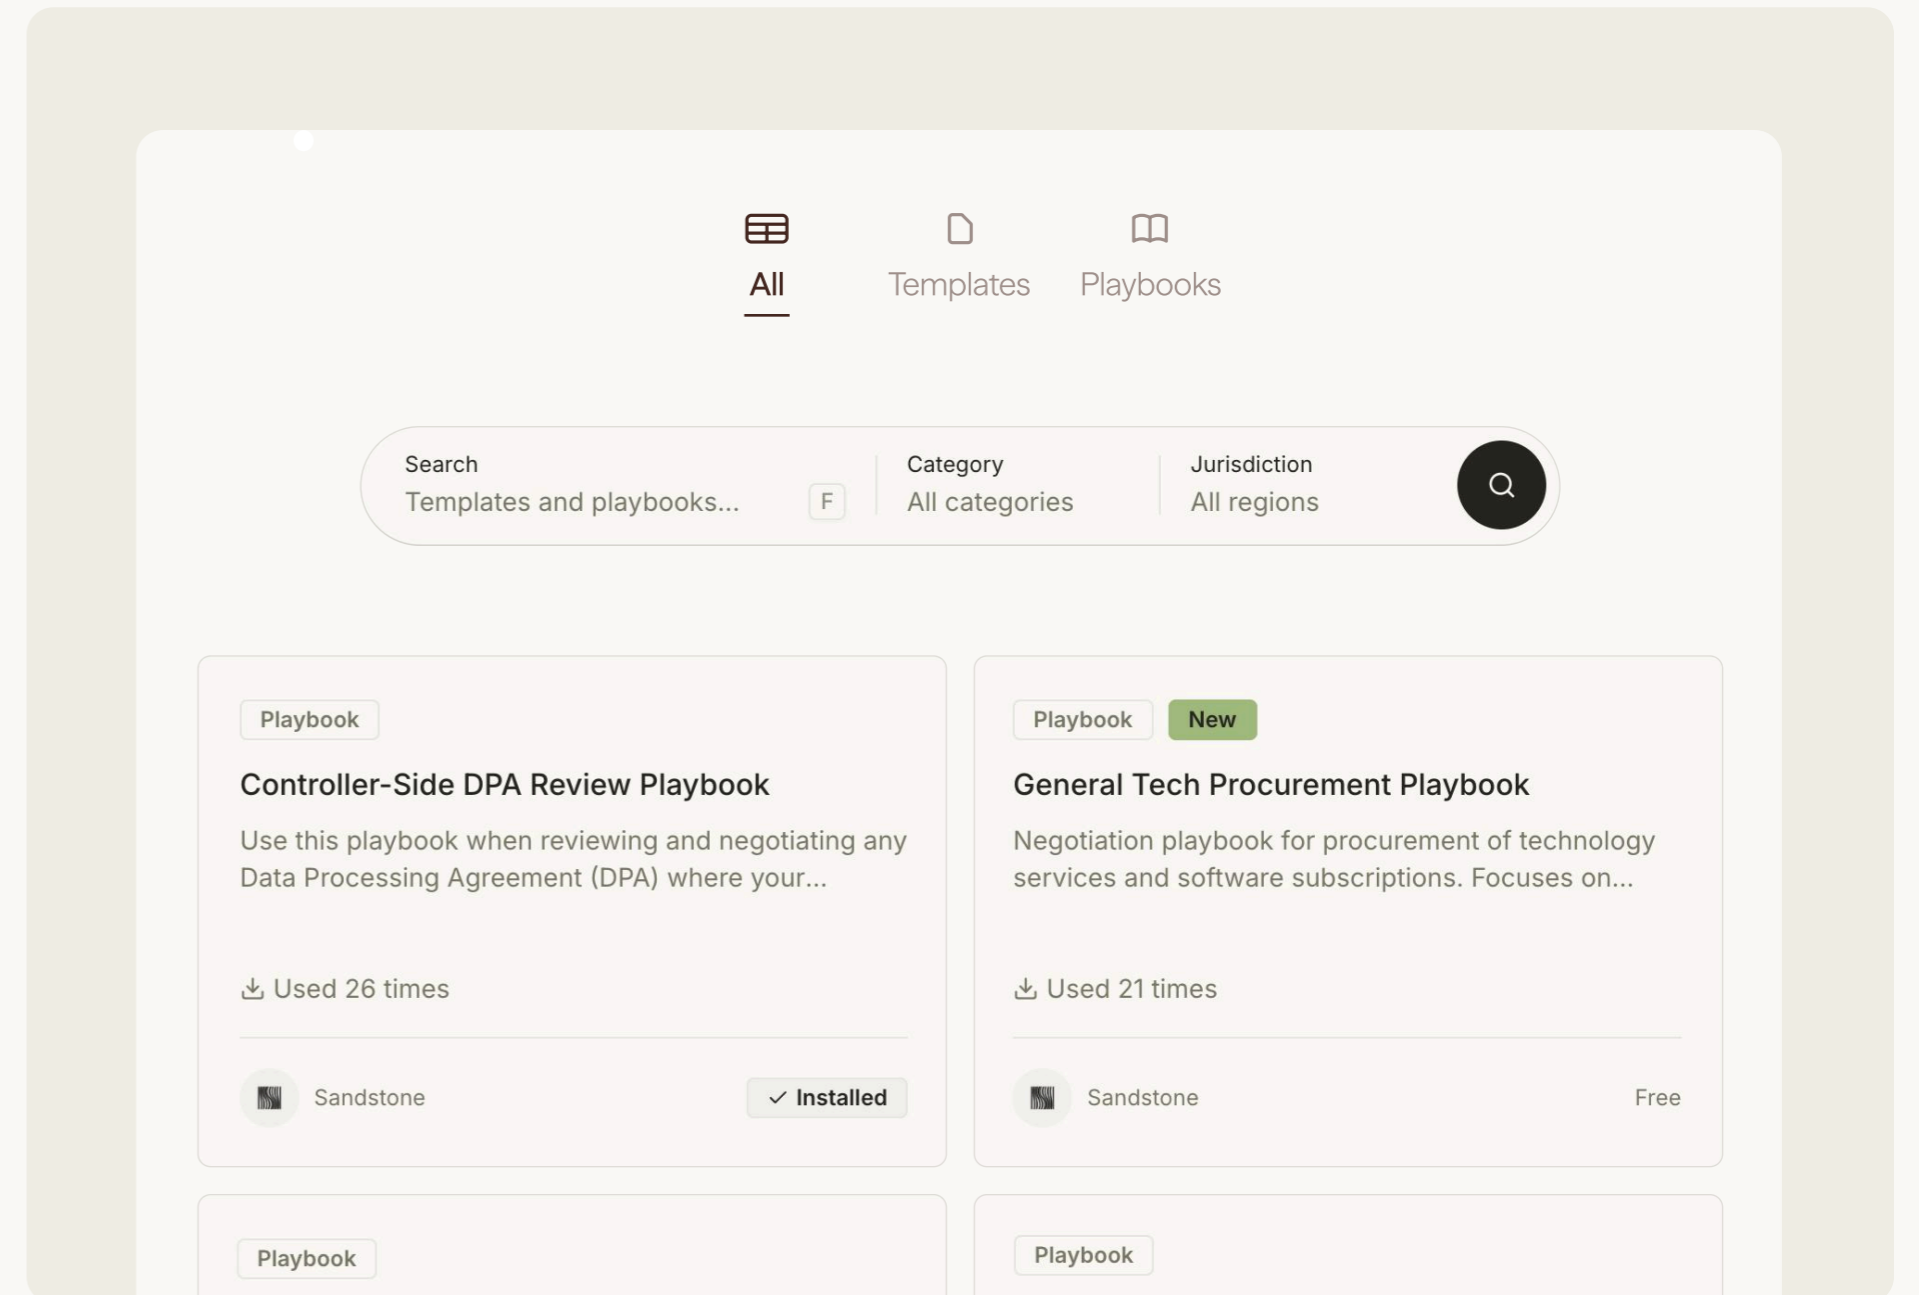 All
Templates
Playbooks
Search
Templates and playbooks...
F
Category
All categories
Jurisdiction
All regions
Playbook
Controller-Side DPA Review Playbook
Use this playbook when reviewing and negotiating any
Data Processing Agreement (DPA) where your...
Used 26 times
Sandstone
Installed
Playbook
New
General Tech Procurement Playbook
Negotiation playbook for procurement of technology
services and software subscriptions. Focuses on...
Used 21 times
Sandstone
Free
Playbook
Playbook